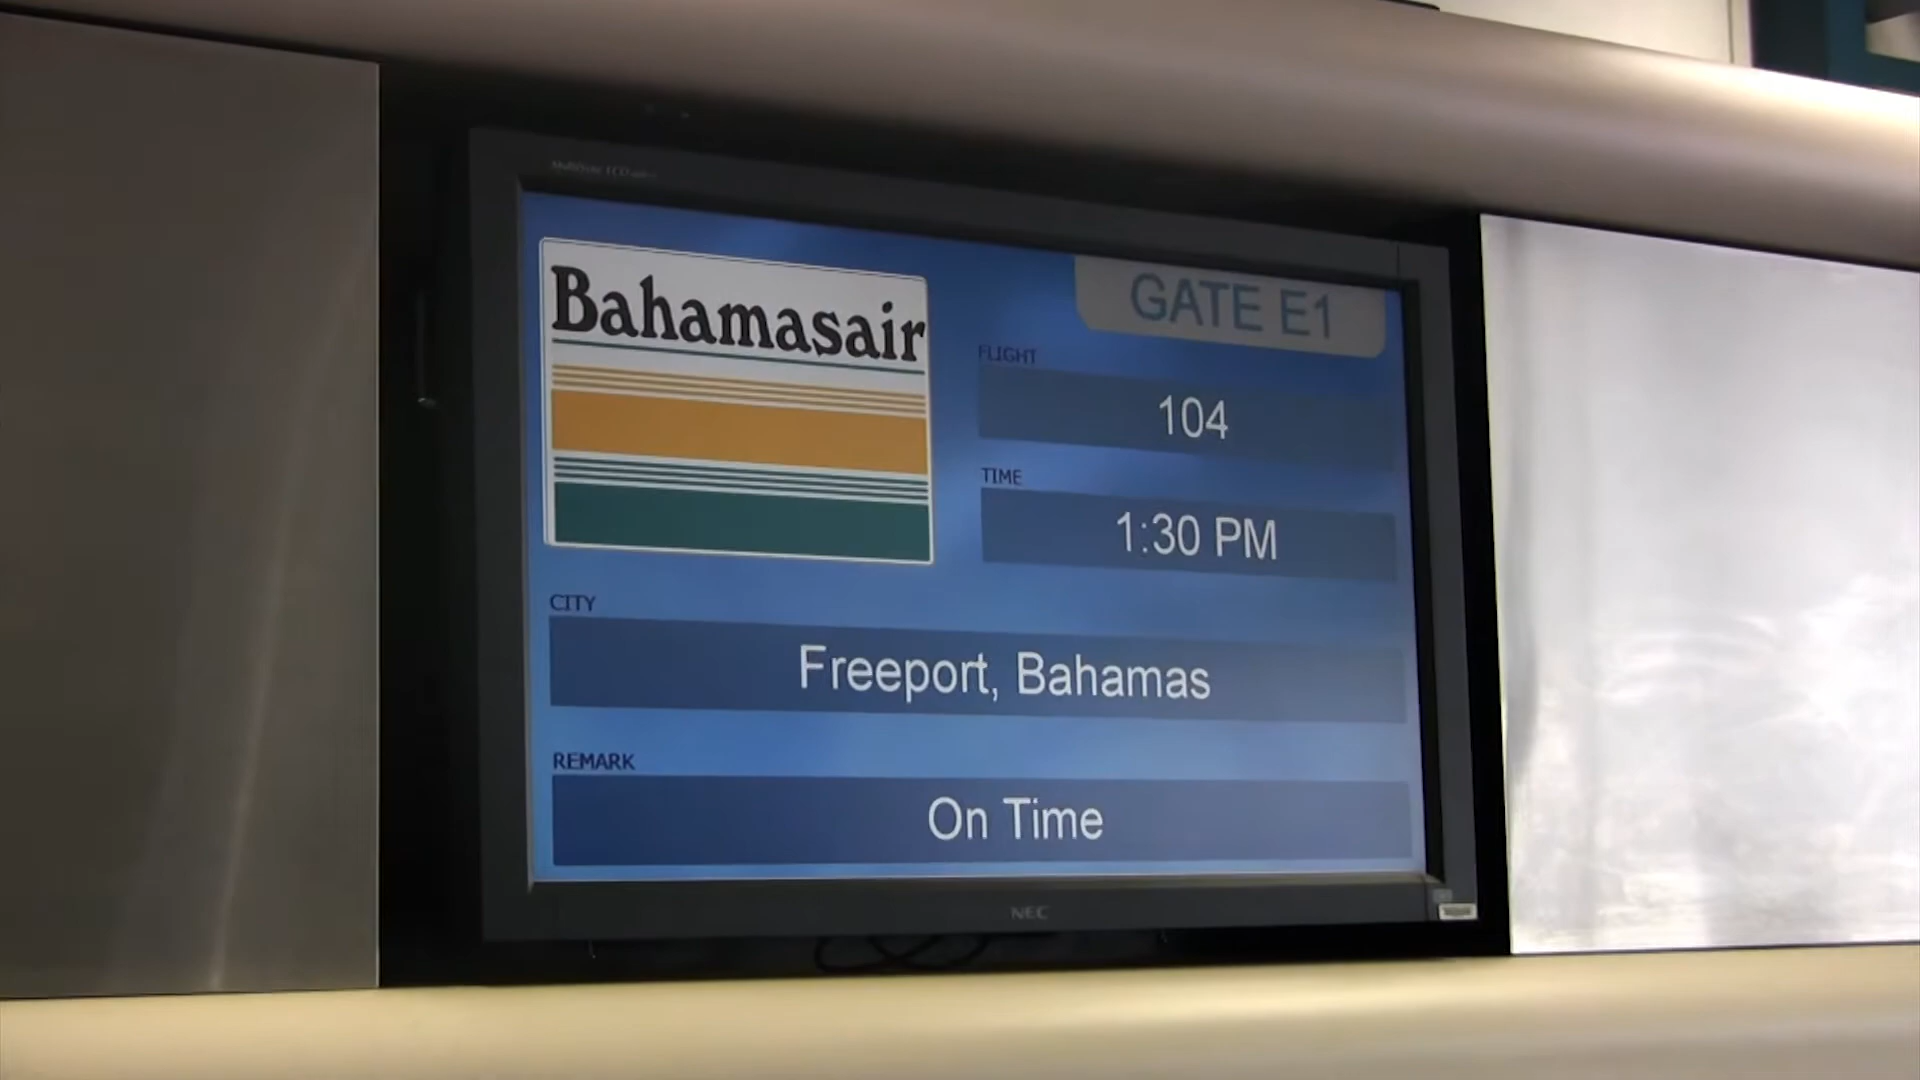 Bahamasair
GATE E1
FLIGHT
104
TIME
1:30 PM
CITY
Freeport, Bahamas
REMARK
On Time
NEC